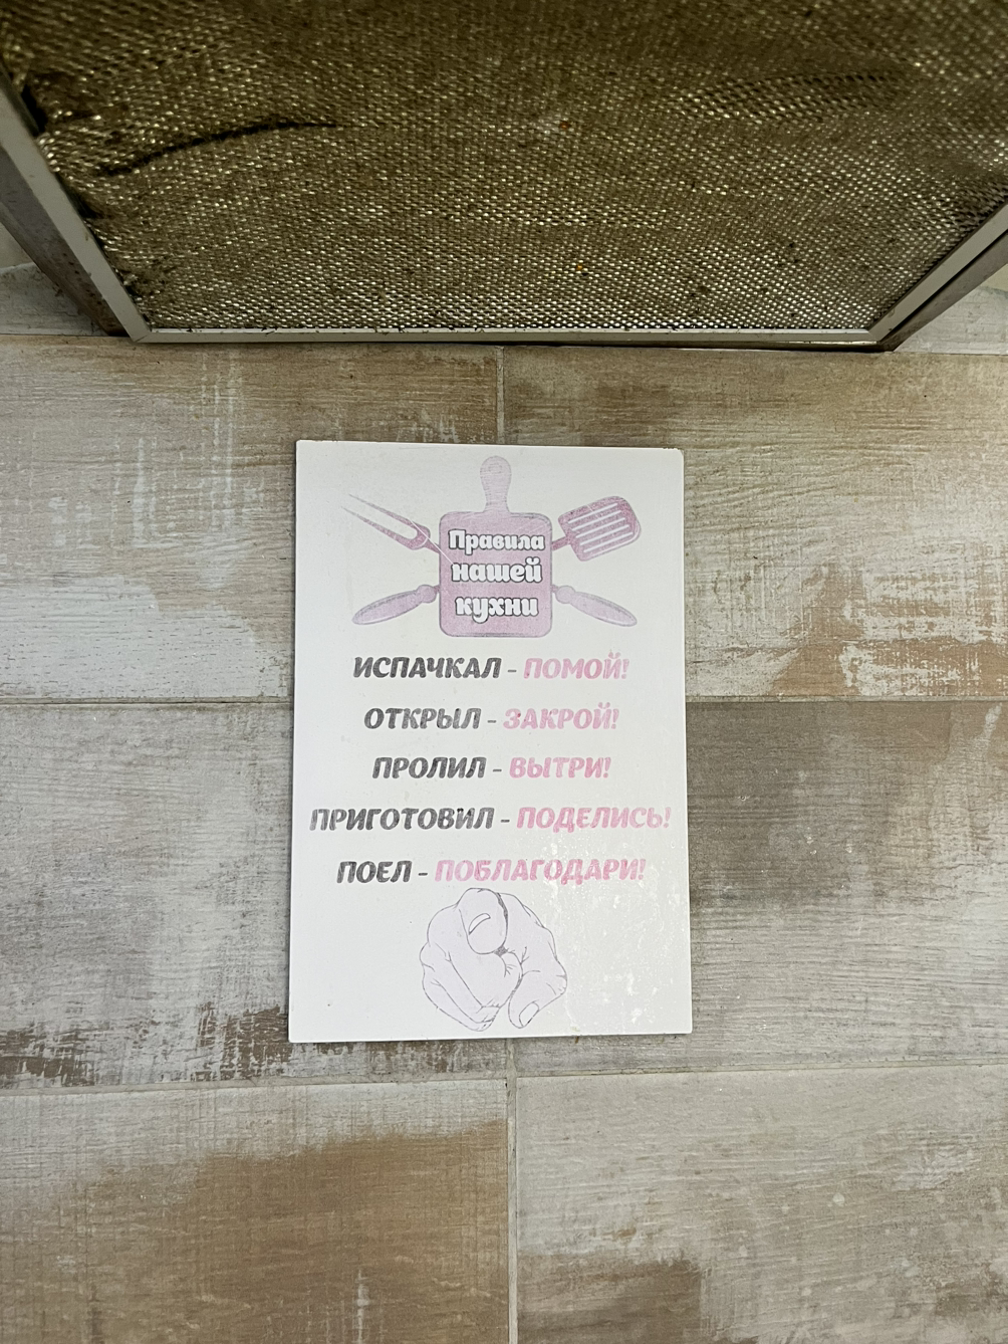 Правила
нашей
кухни
ИСПАЧКАЛ - ПОМОЙ!
ОТКРЫЛ - ЗАКРОЙ!
ПРОЛИЛ - ВЫТРИ!
ПРИГОТОВИЛ - ПОДЕЛИСЬ!
ПОЕЛ - ПОБЛАГОДАРИ!